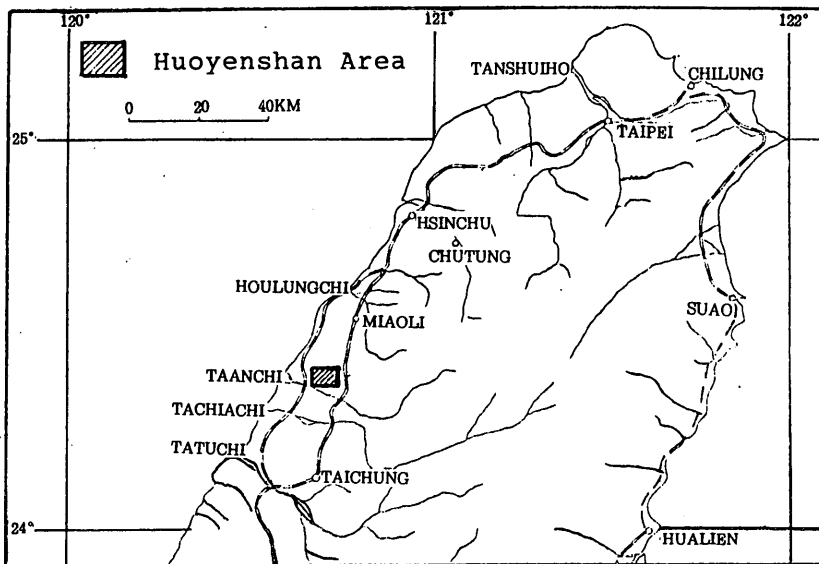 120°
121°
122°
Huoyenshan Area
0 20 40KM
TANSHUIHO
CHILUNG
25°
TAIPEI
HSINCHU
CHUTUNG
HOULUNGCHI
MIAOLI
SUAO
TAANCHI
TACHIACHI
TATUCHI
TAICHUNG
24°
HUALIEN